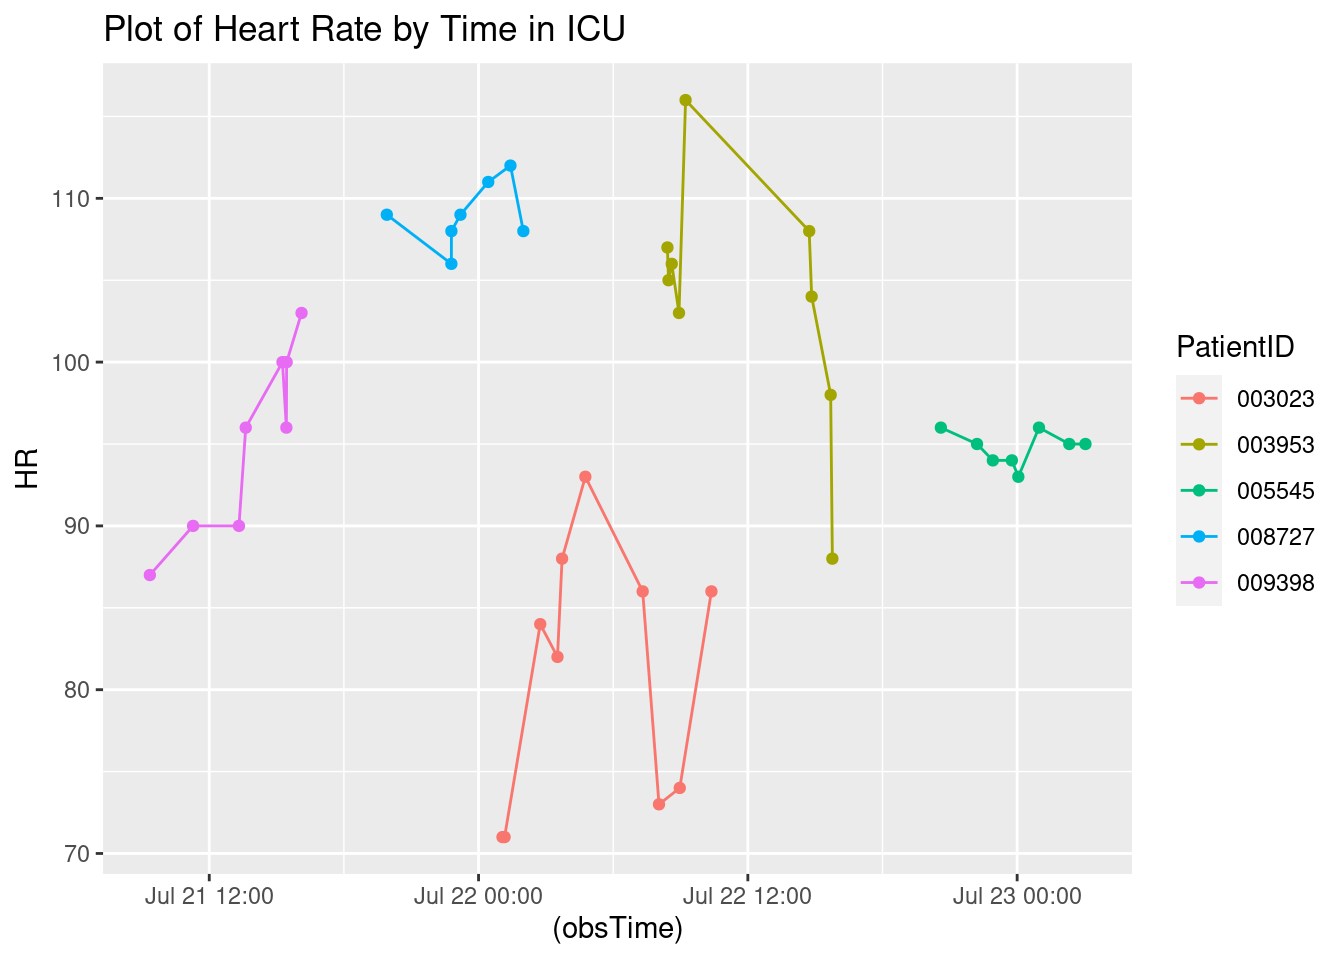 Plot of Heart Rate by Time in ICU
HR
110
100
90
80
70
Jul 21 12:00
Jul 22 00:00
Jul 22 12:00
Jul 23 00:00
(obsTime)
PatientID
003023
003953
005545
008727
009398